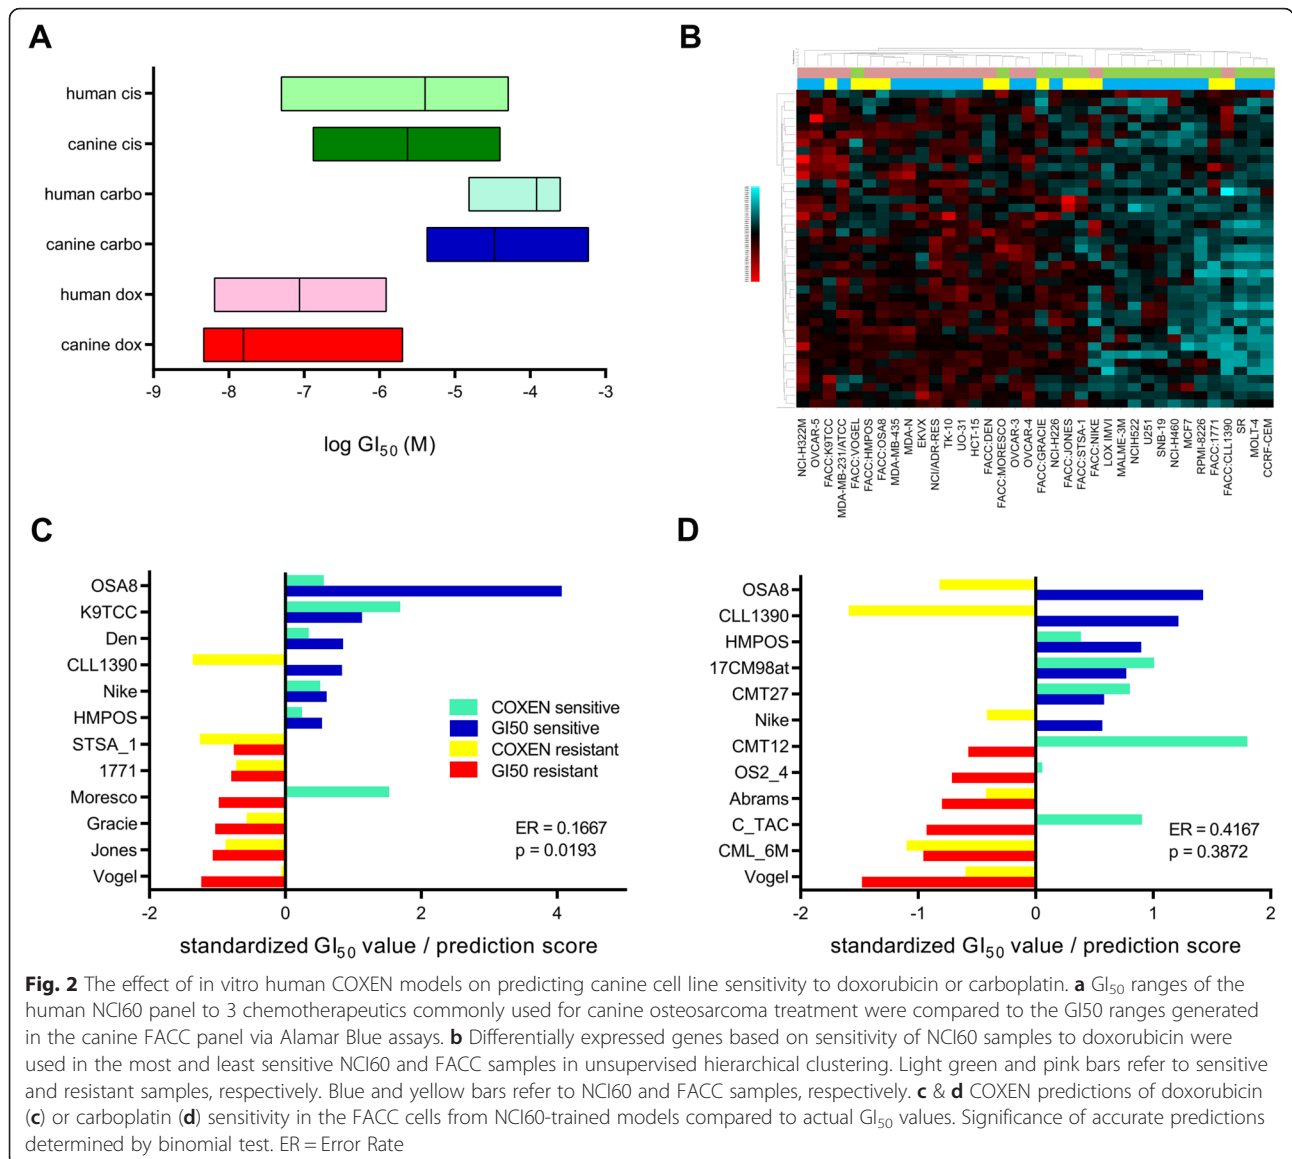 A
human cis
canine cis
human carbo
canine carbo
human dox
canine dox
-9
-8
-7
-6
-5
-4
-3
log GI50 (M)
B
NCI-H322M
OVCAR-5
FACC:K9TCC
MDA-MB-231/ATCC
FACC:VOGEL
FACC:HMPOS
FACC:OSA8
MDA-MB-435
MDA-N
EKVX
NCI/ADR-RES
TK-10
UO-31
HCT-15
FACC:DEN
FACC:MORESCO
OVCAR-3
OVCAR-4
FACC:GRACIE
NCI-H226
FACC:JONES
FACC:STSA-1
FACC:NIKE
LOX IMVI
MALME-3M
NCIH522
U251
SNB-19
NCI-H460
MCF7
RPMI-8226
FACC:1771
FACC:CLL1390
SR
MOLT-4
CCRF-CEM
C
OSA8
K9TCC
Den
CLL1390
Nike
HMPOS
STSA_1
1771
Moresco
Gracie
Jones
Vogel
COXEN sensitive
GI50 sensitive
COXEN resistant
GI50 resistant
ER = 0.1667
p = 0.0193
-2
0
2
4
standardized GI50 value / prediction score
D
OSA8
CLL1390
HMPOS
17CM98at
CMT27
Nike
CMT12
OS2_4
Abrams
C_TAC
CML_6M
Vogel
ER = 0.4167
p = 0.3872
-2
-1
0
1
2
standardized GI50 value / prediction score
Fig. 2 The effect of in vitro human COXEN models on predicting canine cell line sensitivity to doxorubicin or carboplatin. a GI50 ranges of the
human NCI60 panel to 3 chemotherapeutics commonly used for canine osteosarcoma treatment were compared to the GI50 ranges generated
in the canine FACC panel via Alamar Blue assays. b Differentially expressed genes based on sensitivity of NCI60 samples to doxorubicin were
used in the most and least sensitive NCI60 and FACC samples in unsupervised hierarchical clustering. Light green and pink bars refer to sensitive
and resistant samples, respectively. Blue and yellow bars refer to NCI60 and FACC samples, respectively. c & d COXEN predictions of doxorubicin
(c) or carboplatin (d) sensitivity in the FACC cells from NCI60-trained models compared to actual GI50 values. Significance of accurate predictions
determined by binomial test. ER = Error Rate